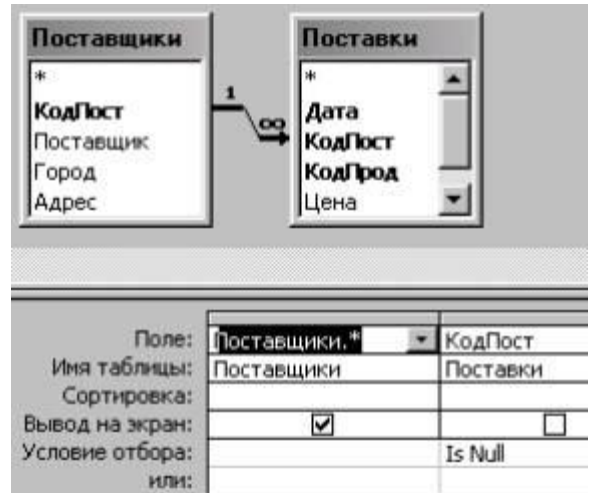 Поставщики
*
КодПост
Поставщик
Город
Адрес
1
∞
Поставки
*
Дата
КодПост
КодПрод
Цена
Поле: Поставщики.* КодПост
Имя таблицы: Поставщики Поставки
Сортировка:
Вывод на экран:
Условие отбора: Is Null
или: